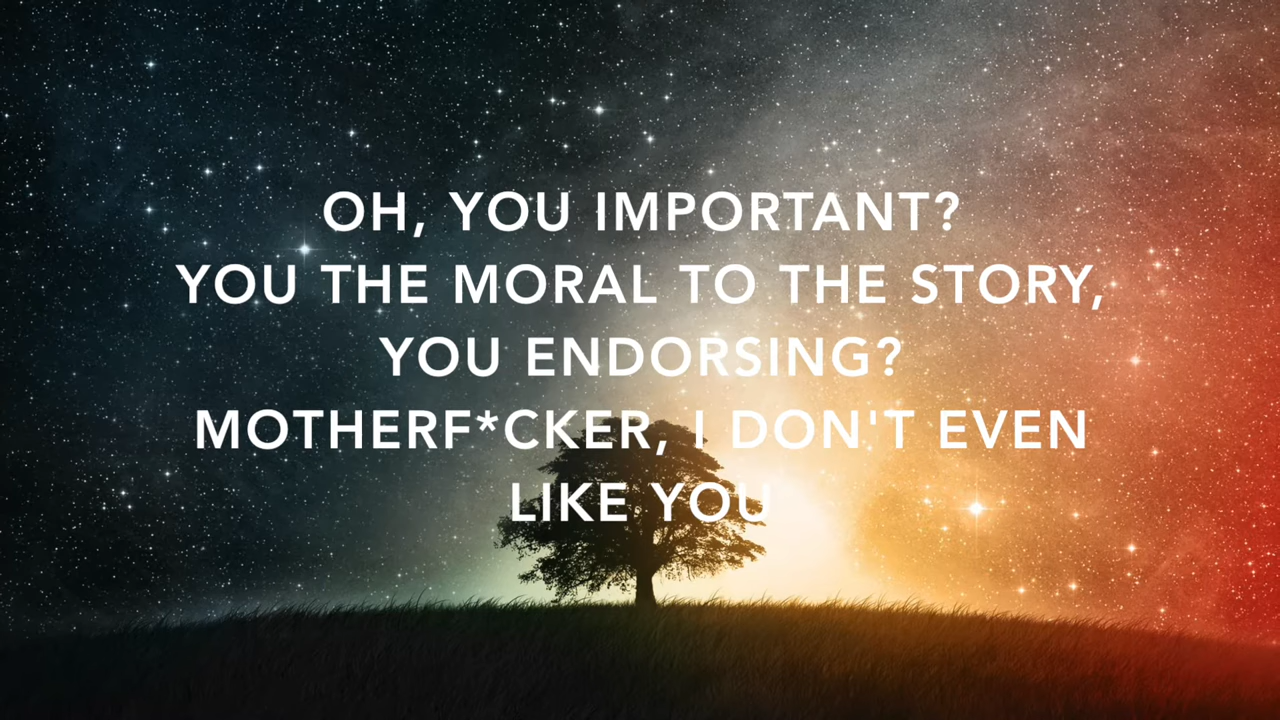 OH, YOU IMPORTANT?
YOU THE MORAL TO THE STORY,
YOU ENDORSING?
MOTHERF*CKER, I DON'T EVEN
LIKE YOU